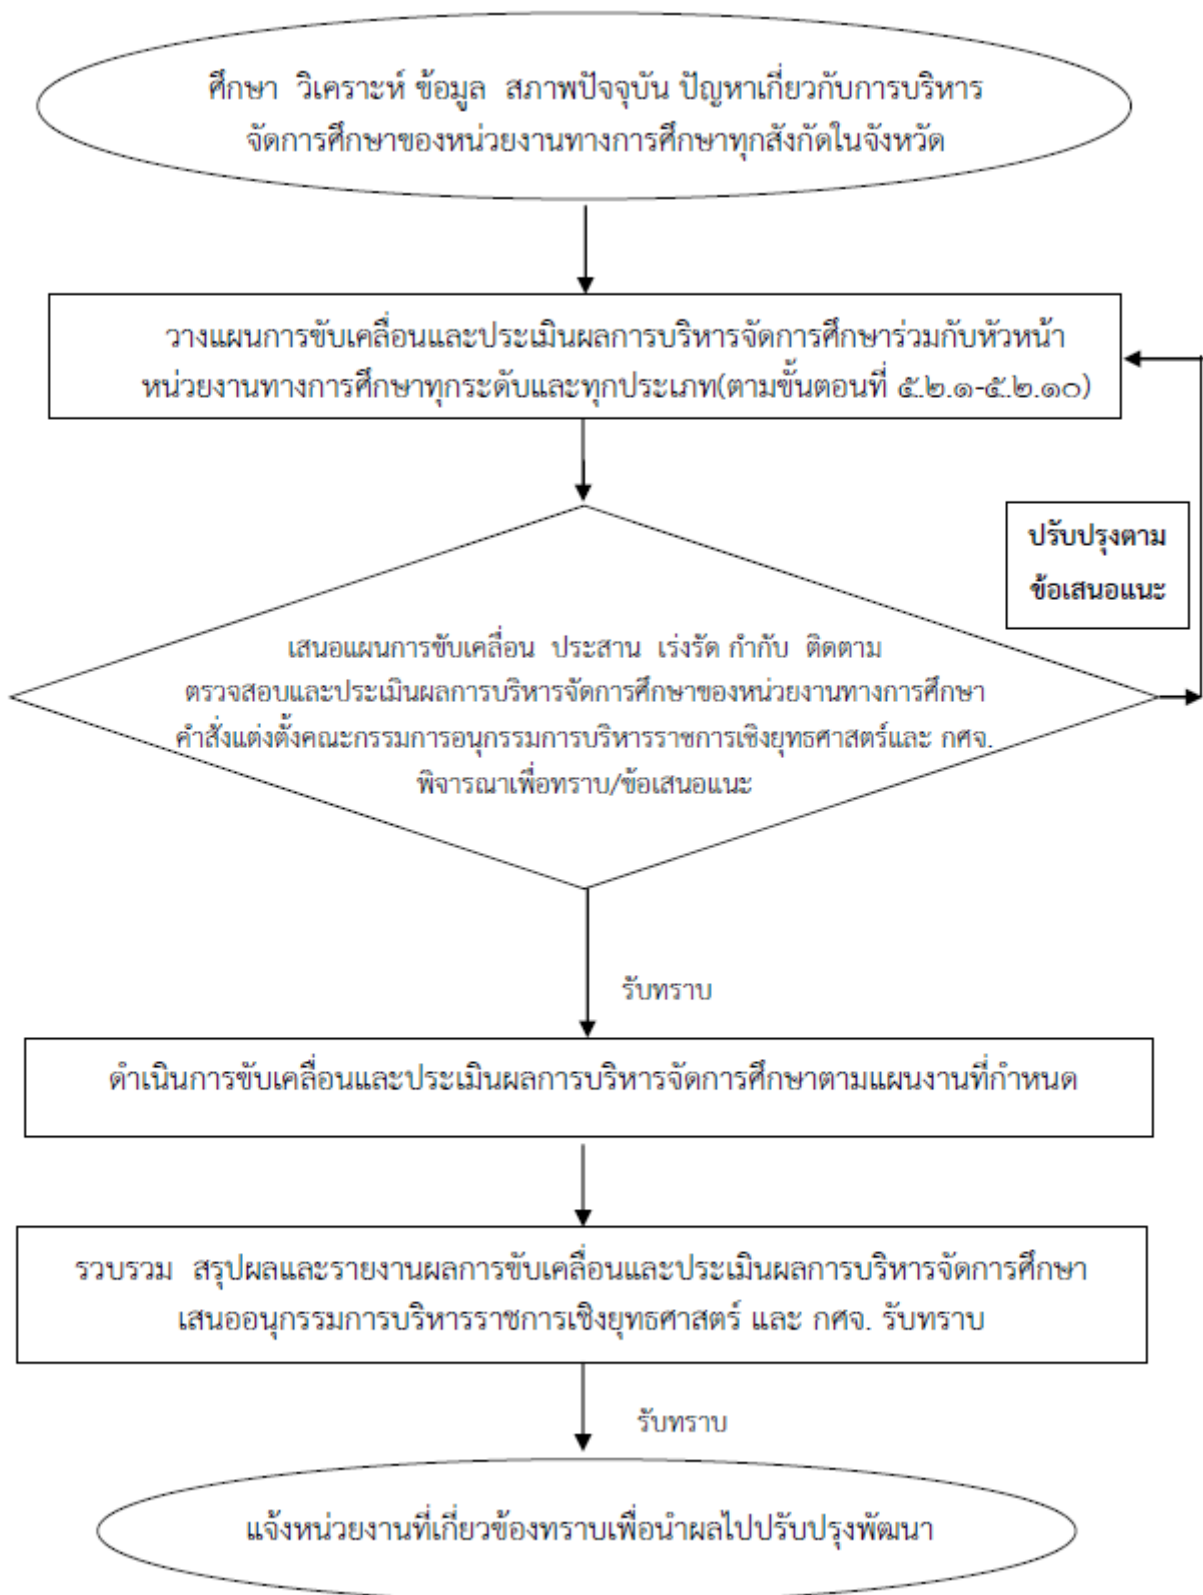 ศึกษา วิเคราะห์ ข้อมูล สภาพปัจจุบัน ปัญหาเกี่ยวกับการบริหาร
จัดการศึกษาของหน่วยงานทางการศึกษาทุกสังกัดในจังหวัด
วางแผนการขับเคลื่อนและประเมินผลการบริหารจัดการศึกษาร่วมกับหัวหน้า
หน่วยงานทางการศึกษาทุกระดับและทุกประเภท(ตามขั้นตอนที่ ๕.๒.๑-๕.๒.๑๐)
ปรับปรุงตาม
ข้อเสนอแนะ
เสนอแผนการขับเคลื่อน ประสาน เร่งรัด กำกับ ติดตาม
ตรวจสอบและประเมินผลการบริหารจัดการศึกษาของหน่วยงานทางการศึกษา
คำสั่งแต่งตั้งคณะกรรมการอนุกรรมการบริหารราชการเชิงยุทธศาสตร์และ กศจ.
พิจารณาเพื่อทราบ/ข้อเสนอแนะ
รับทราบ
ดำเนินการขับเคลื่อนและประเมินผลการบริหารจัดการศึกษาตามแผนงานที่กำหนด
รวบรวม สรุปผลและรายงานผลการขับเคลื่อนและประเมินผลการบริหารจัดการศึกษา
เสนออนุกรรมการบริหารราชการเชิงยุทธศาสตร์ และ กศจ. รับทราบ
รับทราบ
แจ้งหน่วยงานที่เกี่ยวข้องทราบเพื่อนำผลไปปรับปรุงพัฒนา